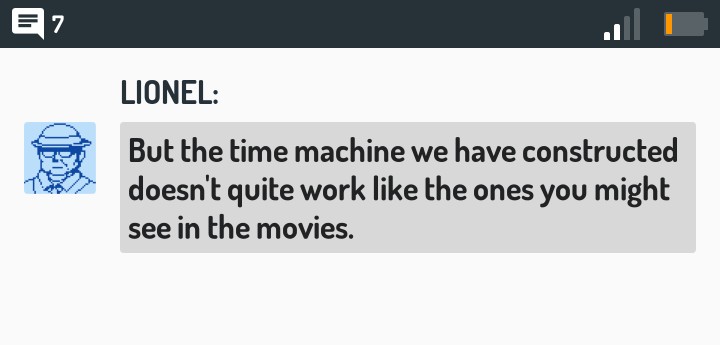 7
LIONEL:
But the time machine we have constructed
doesn't quite work like the ones you might
see in the movies.